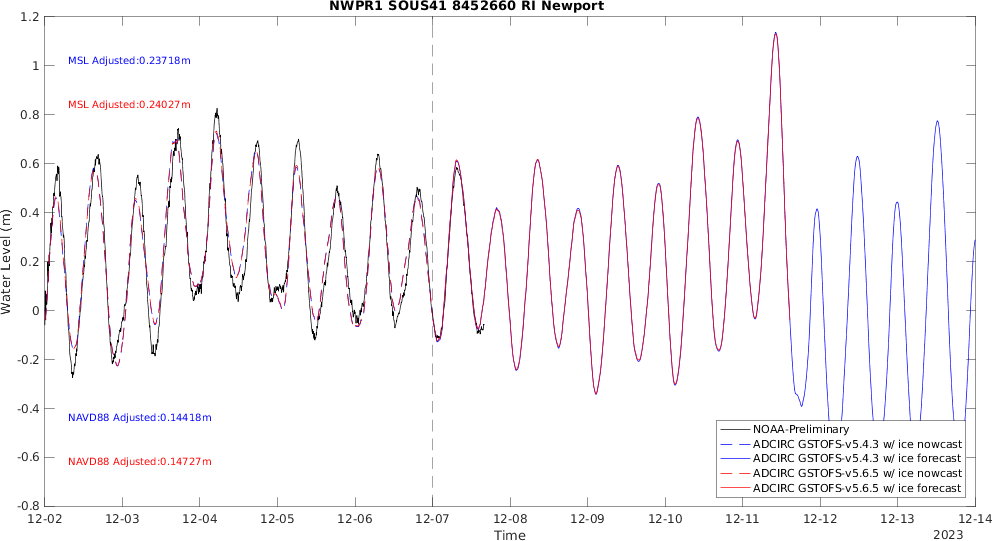 NWPR1 SOUS41 8452660 RI Newport
1.2
1
0.8
0.6
0.4
0.2
0
-0.2
-0.4
-0.6
-0.8
Water Level (m)
MSL Adjusted:0.23718m
MSL Adjusted:0.24027m
NAVD88 Adjusted:0.14418m
NAVD88 Adjusted:0.14727m
NOAA-Preliminary
ADCIRC GSTOFS-v5.4.3 w/ ice nowcast
ADCIRC GSTOFS-v5.4.3 w/ ice forecast
ADCIRC GSTOFS-v5.6.5 w/ ice nowcast
ADCIRC GSTOFS-v5.6.5 w/ ice forecast
12-02 12-03 12-04 12-05 12-06 12-07 12-08 12-09 12-10 12-11 12-12 12-13 12-14
Time
2023